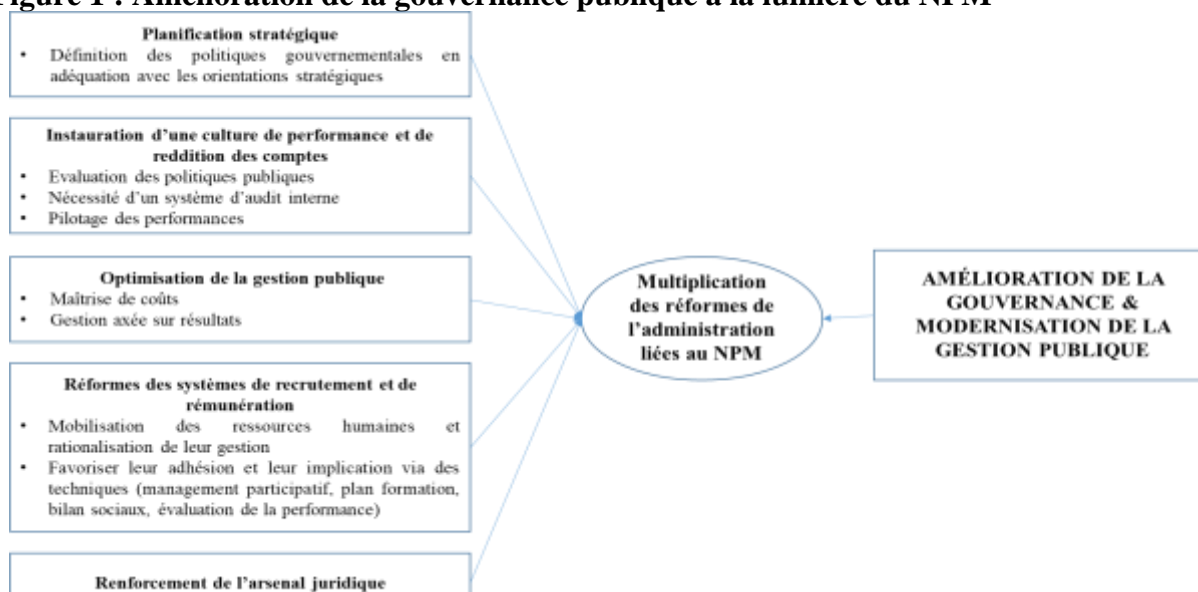 Figure 1 : Amélioration de la gouvernance publique à la lumière du NPM
Planification stratégique
• Définition des politiques gouvernementales en
adéquation avec les orientations stratégiques
Instauration d'une culture de performance et de
reddition des comptes
• Evaluation des politiques publiques
• Nécessité d'un système d'audit interne
• Pilotage des performances
Optimisation de la gestion publique
• Maîtrise de coûts
• Gestion axée sur résultats
Réformes des systèmes de recrutement et de
rémunération
• Mobilisation des ressources humaines et
rationalisation de leur gestion
• Favoriser leur adhésion et leur implication via des
techniques (management participatif, plan formation,
bilan sociaux, évaluation de la performance)
Renforcement de l'arsenal juridique
Multiplication
des réformes de
l'administration
liées au NPM
AMÉLIORATION DE LA
GOUVERNANCE &
MODERNISATION DE LA
GESTION PUBLIQUE